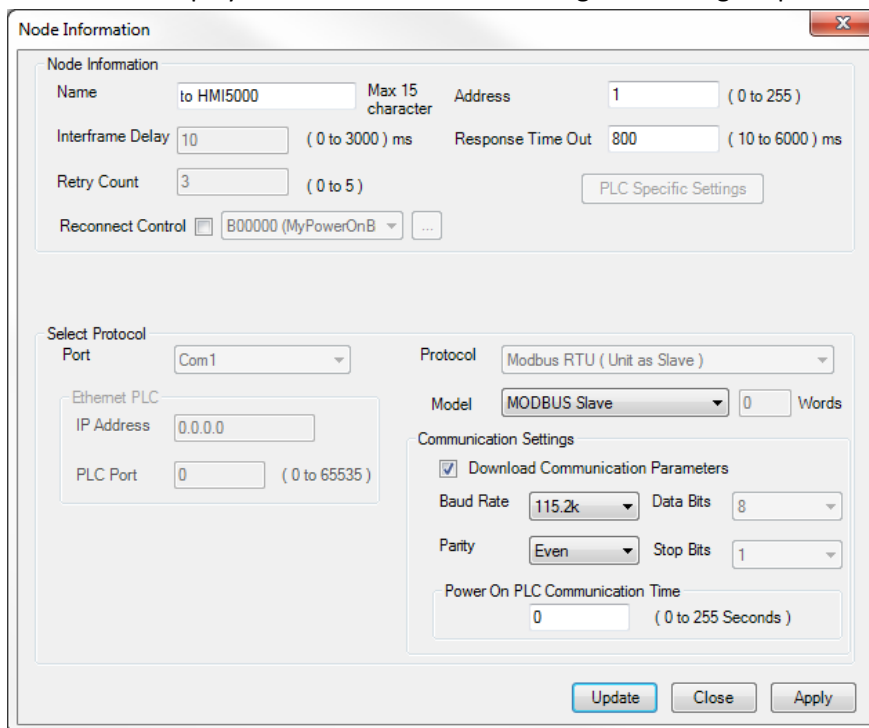 Node Information
Node Information
Name to HMI5000 Max 15 character Address 1 ( 0 to 255 )
Interframe Delay 10 ( 0 to 3000 ) ms Response Time Out 800 ( 10 to 6000 ) ms
Retry Count 3 ( 0 to 5 ) PLC Specific Settings
Reconnect Control B00000 (MyPowerOnB ...
Select Protocol
Port Com1 Protocol Modbus RTU ( Unit as Slave )
Ethernet PLC
Model MODBUS Slave 0 Words
IP Address 0.0.0.0
Communication Settings
PLC Port 0 ( 0 to 65535 )
Download Communication Parameters
Baud Rate 115.2k Data Bits 8
Parity Even Stop Bits 1
Power On PLC Communication Time
0 ( 0 to 255 Seconds )
Update Close Apply